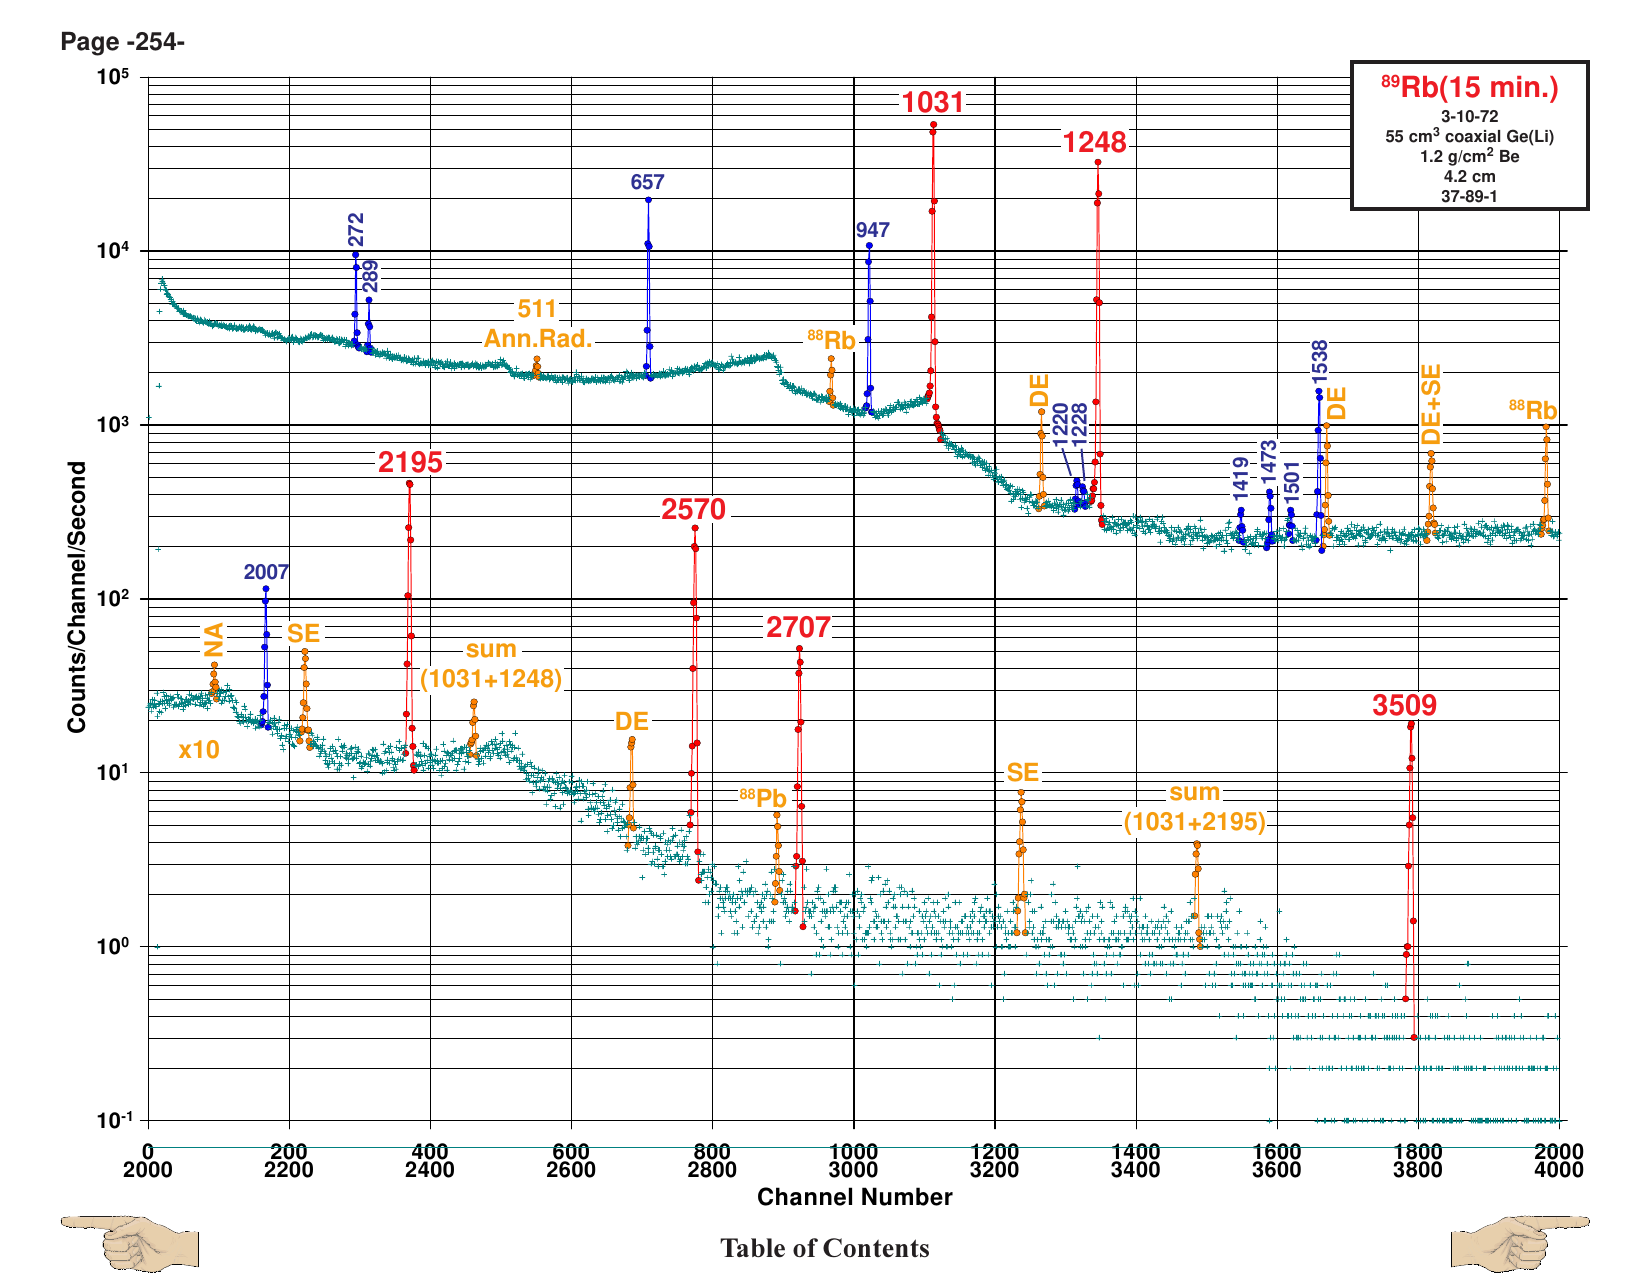 Page -254-
⁸⁹Rb(15 min.)
3-10-72
55 cm³ coaxial Ge(Li)
1.2 g/cm² Be
4.2 cm
37-89-1
10⁵
10⁴
10³
10²
10¹
10⁰
10⁻¹
Counts/Channel/Second
272
289
511
Ann.Rad.
657
⁸⁸Rb
947
1031
DE
1220
1228
1248
1419
1473
1501
1538
DE
DE+SE
⁸⁸Rb
NA
2007
SE
2195
sum
(1031+1248)
DE
2570
⁸⁸Pb
2707
SE
sum
(1031+2195)
3509
x10
0 200 400 600 800 1000 1200 1400 1600 1800 2000
2000 2200 2400 2600 2800 3000 3200 3400 3600 3800 4000
Channel Number
Table of Contents